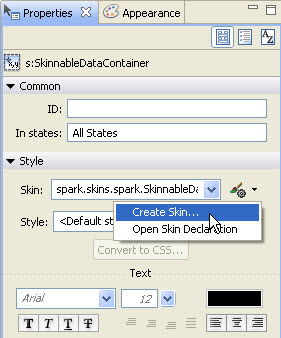 Properties Appearance
s:SkinnableDataContainer
Common
ID:
In states: All States
Style
Skin: spark.skins.spark.SkinnableDa
Create Skin...
Style: <Default st
Open Skin Declaration
Convert to CSS...
Text
Arial 12
T T T T